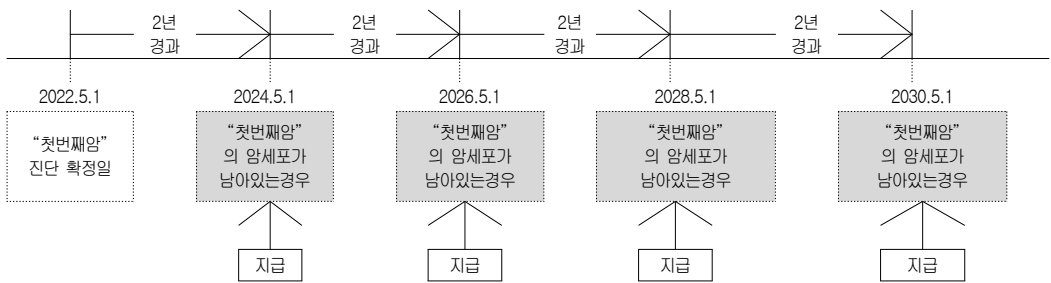 2년
경과
2년
경과
2년
경과
2년
경과
2022.5.1
2024.5.1
2026.5.1
2028.5.1
2030.5.1
“첫번째암”
진단 확정일
“첫번째암”
의 암세포가
남아있는경우
“첫번째암”
의 암세포가
남아있는경우
“첫번째암”
의 암세포가
남아있는경우
“첫번째암”
의 암세포가
남아있는경우
지급
지급
지급
지급